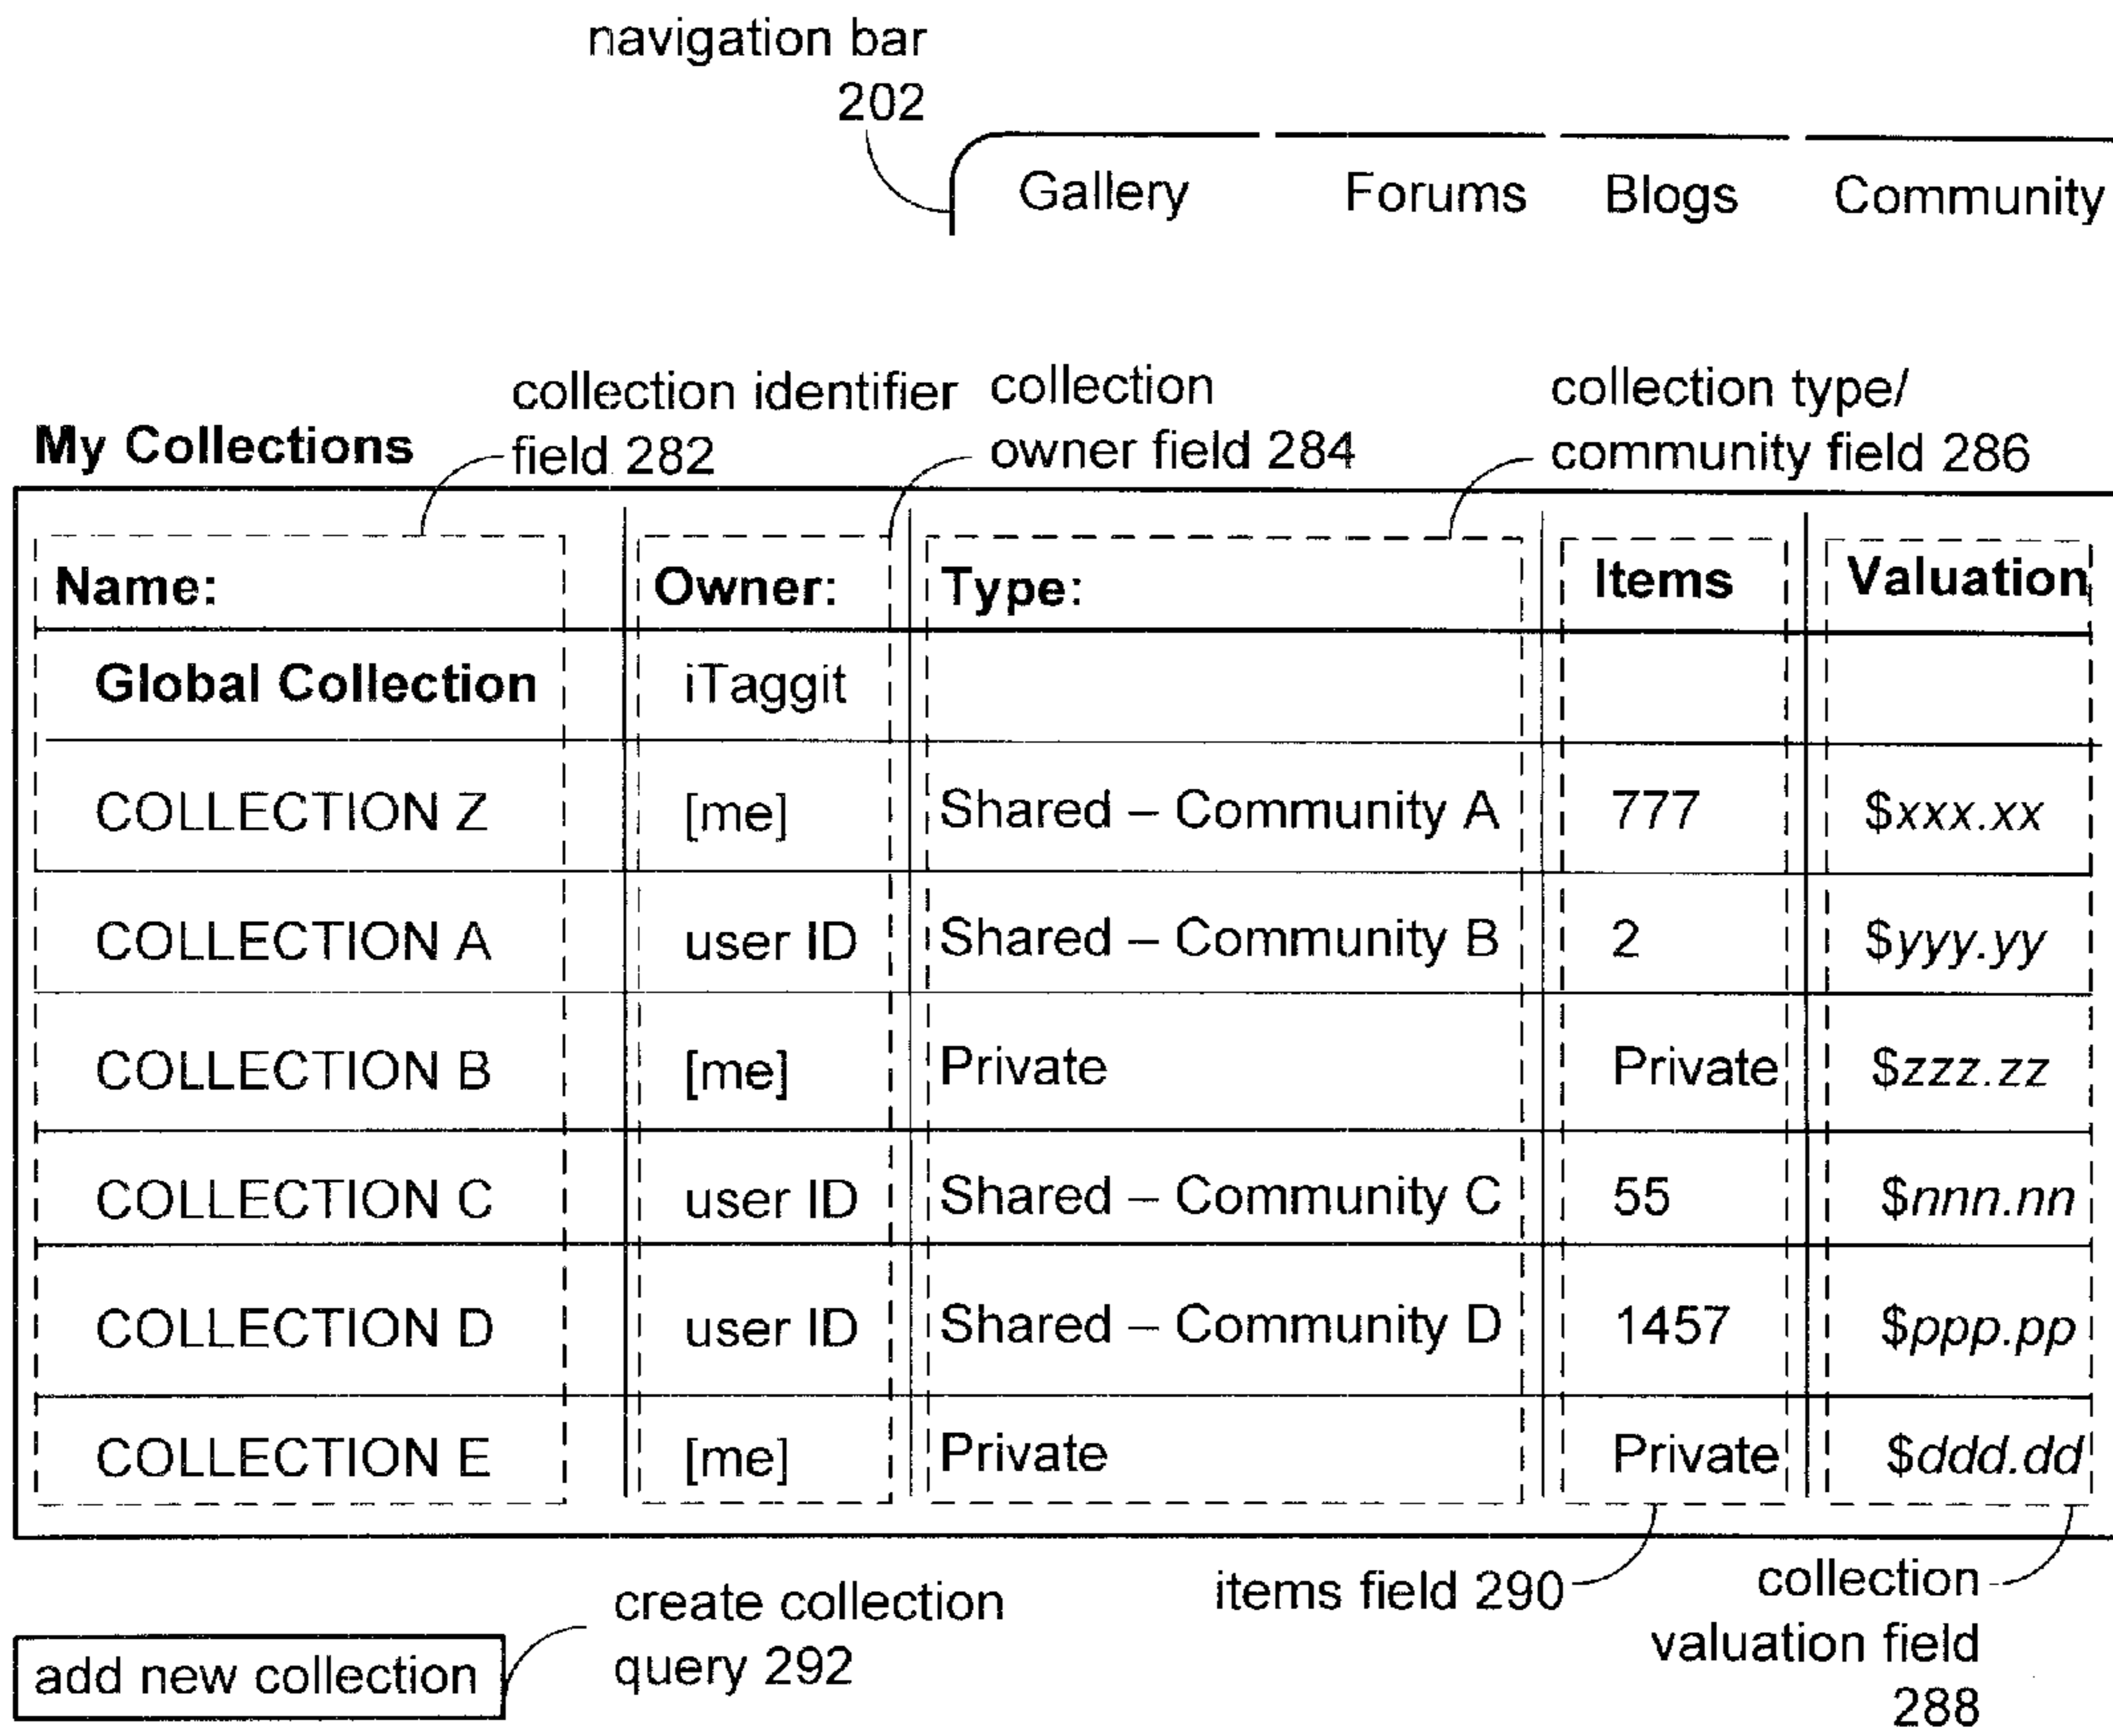 navigation bar
202
Gallery Forums Blogs Community
collection identifier
field 282
collection
owner field 284
collection type/
community field 286
My Collections
Name: Owner: Type: Items Valuation
Global Collection iTaggit
COLLECTION Z [me] Shared – Community A 777 $xxx.xx
COLLECTION A user ID Shared – Community B 2 $yyy.yy
COLLECTION B [me] Private Private $zzz.zz
COLLECTION C user ID Shared – Community C 55 $nnn.nn
COLLECTION D user ID Shared – Community D 1457 $ppp.pp
COLLECTION E [me] Private Private $ddd.dd
add new collection
create collection
query 292
items field 290
collection
valuation field
288